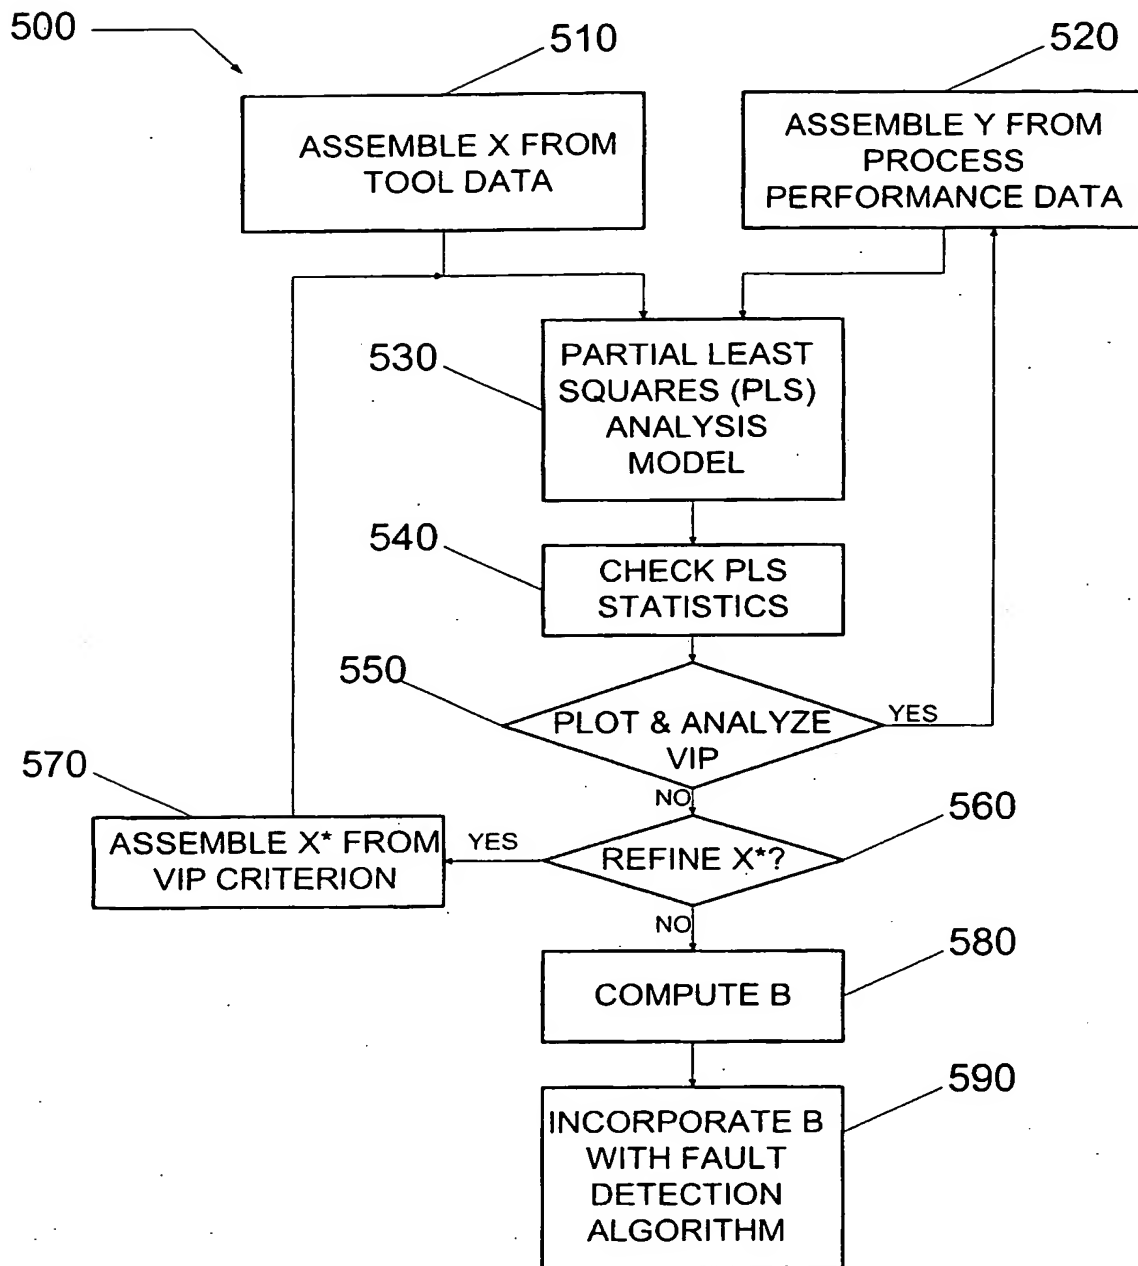 500
510
520
ASSEMBLE X FROM
TOOL DATA
ASSEMBLE Y FROM
PROCESS
PERFORMANCE DATA
530
PARTIAL LEAST
SQUARES (PLS)
ANALYSIS
MODEL
540
CHECK PLS
STATISTICS
550
PLOT & ANALYZE
VIP
YES
NO
570
560
ASSEMBLE X* FROM
VIP CRITERION
YES
REFINE X*?
NO
580
COMPUTE B
590
INCORPORATE B
WITH FAULT
DETECTION
ALGORITHM